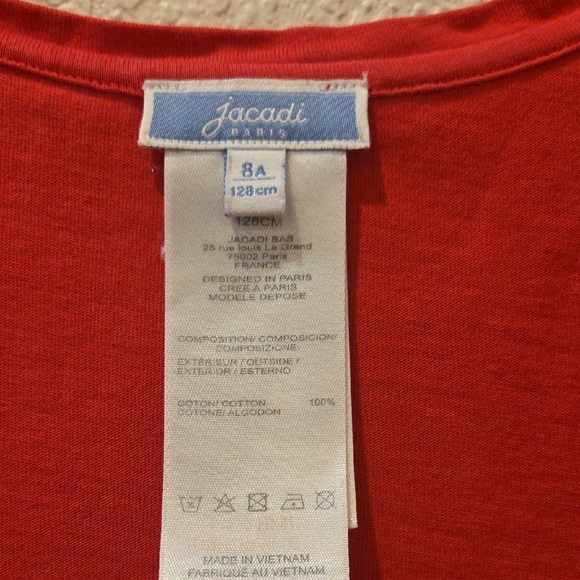 jacadi
PARIS
8A
128cm
128CM
JACADI SAS
25 rue louis Le Grand
75002 Paris
FRANCE
DESIGNED IN PARIS
CREE A PARIS
MODELE DEPOSE
COMPOSITION/ COMPOSICION/
COMPOSIZIONE:
EXTERIEUR / OUTSIDE /
EXTERIOR / ESTERNO
COTON/ COTTON 100%
COTONE/ ALGODON
MADE IN VIETNAM
FABRIQUE AU VIETNAM